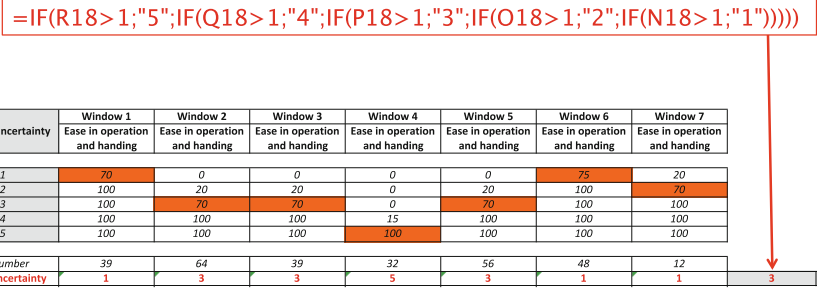 =IF(R18>1;"5";IF(Q18>1;"4";IF(P18>1;"3";IF(O18>1;"2";IF(N18>1;"1")))))
Window 1 Window 2 Window 3 Window 4 Window 5 Window 6 Window 7
ncertainty Ease in operation Ease in operation Ease in operation Ease in operation Ease in operation Ease in operation Ease in operation
and handing and handing and handing and handing and handing and handing and handing
1 70 0 0 0 0 75 20
2 100 20 20 0 20 100 70
3 100 70 70 0 70 100 100
4 100 100 100 15 100 100 100
5 100 100 100 100 100 100 100
umber 39 64 39 32 56 48 12
certainty 1 3 3 5 3 1 1 3